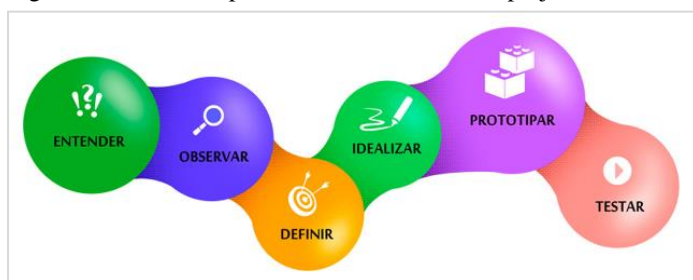 ENTENDER
OBSERVAR
DEFINIR
IDEALIZAR
PROTOTIPAR
TESTAR